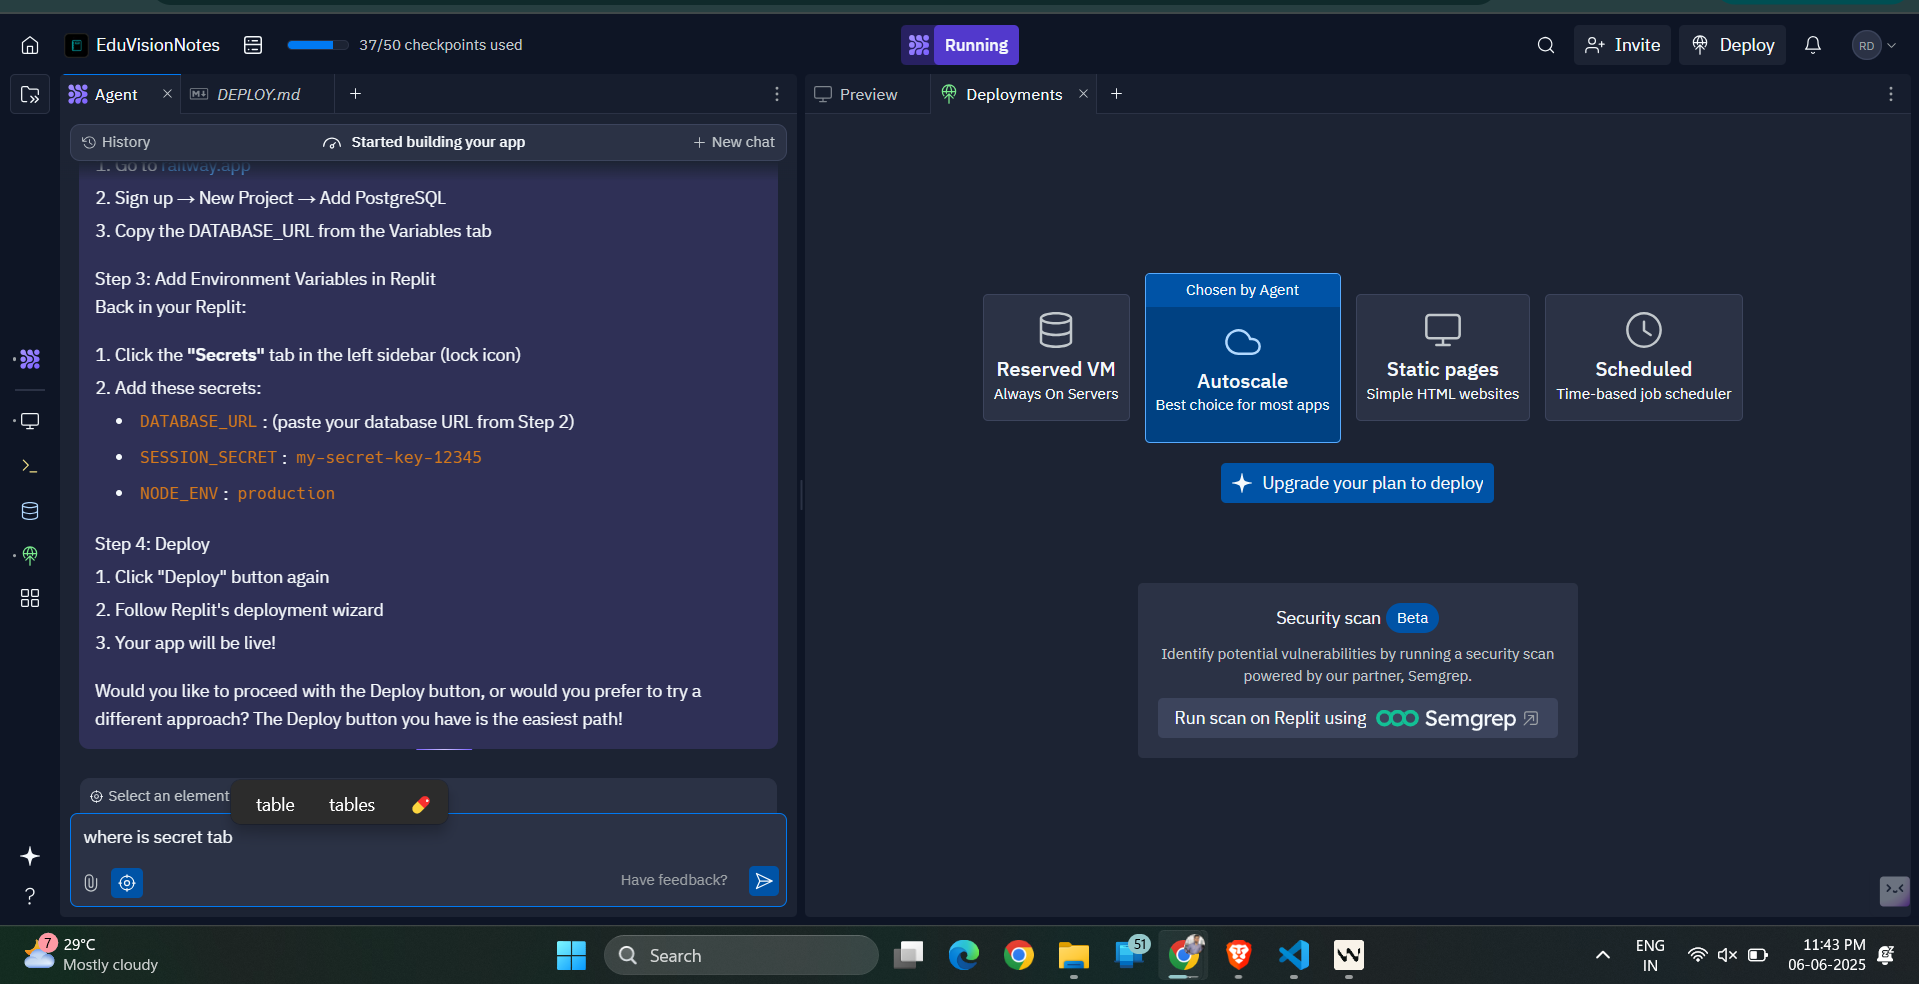 EduVisionNotes
37/50 checkpoints used
Running
Invite
Deploy
RD
Agent
DEPLOY.md
Preview
Deployments
History
Started building your app
New chat
1. Go to railway.app
2. Sign up → New Project → Add PostgreSQL
3. Copy the DATABASE_URL from the Variables tab
Step 3: Add Environment Variables in Replit
Back in your Replit:
1. Click the "Secrets" tab in the left sidebar (lock icon)
2. Add these secrets:
• DATABASE_URL : (paste your database URL from Step 2)
• SESSION_SECRET : my-secret-key-12345
• NODE_ENV : production
Step 4: Deploy
1. Click "Deploy" button again
2. Follow Replit's deployment wizard
3. Your app will be live!
Would you like to proceed with the Deploy button, or would you prefer to try a
different approach? The Deploy button you have is the easiest path!
Select an element
table tables
where is secret tab
Have feedback?
Reserved VM
Always On Servers
Chosen by Agent
Autoscale
Best choice for most apps
Static pages
Simple HTML websites
Scheduled
Time-based job scheduler
Upgrade your plan to deploy
Security scan Beta
Identify potential vulnerabilities by running a security scan
powered by our partner, Semgrep.
Run scan on Replit using Semgrep
7
29°C
Mostly cloudy
Search
51
ENG
IN
11:43 PM
06-06-2025